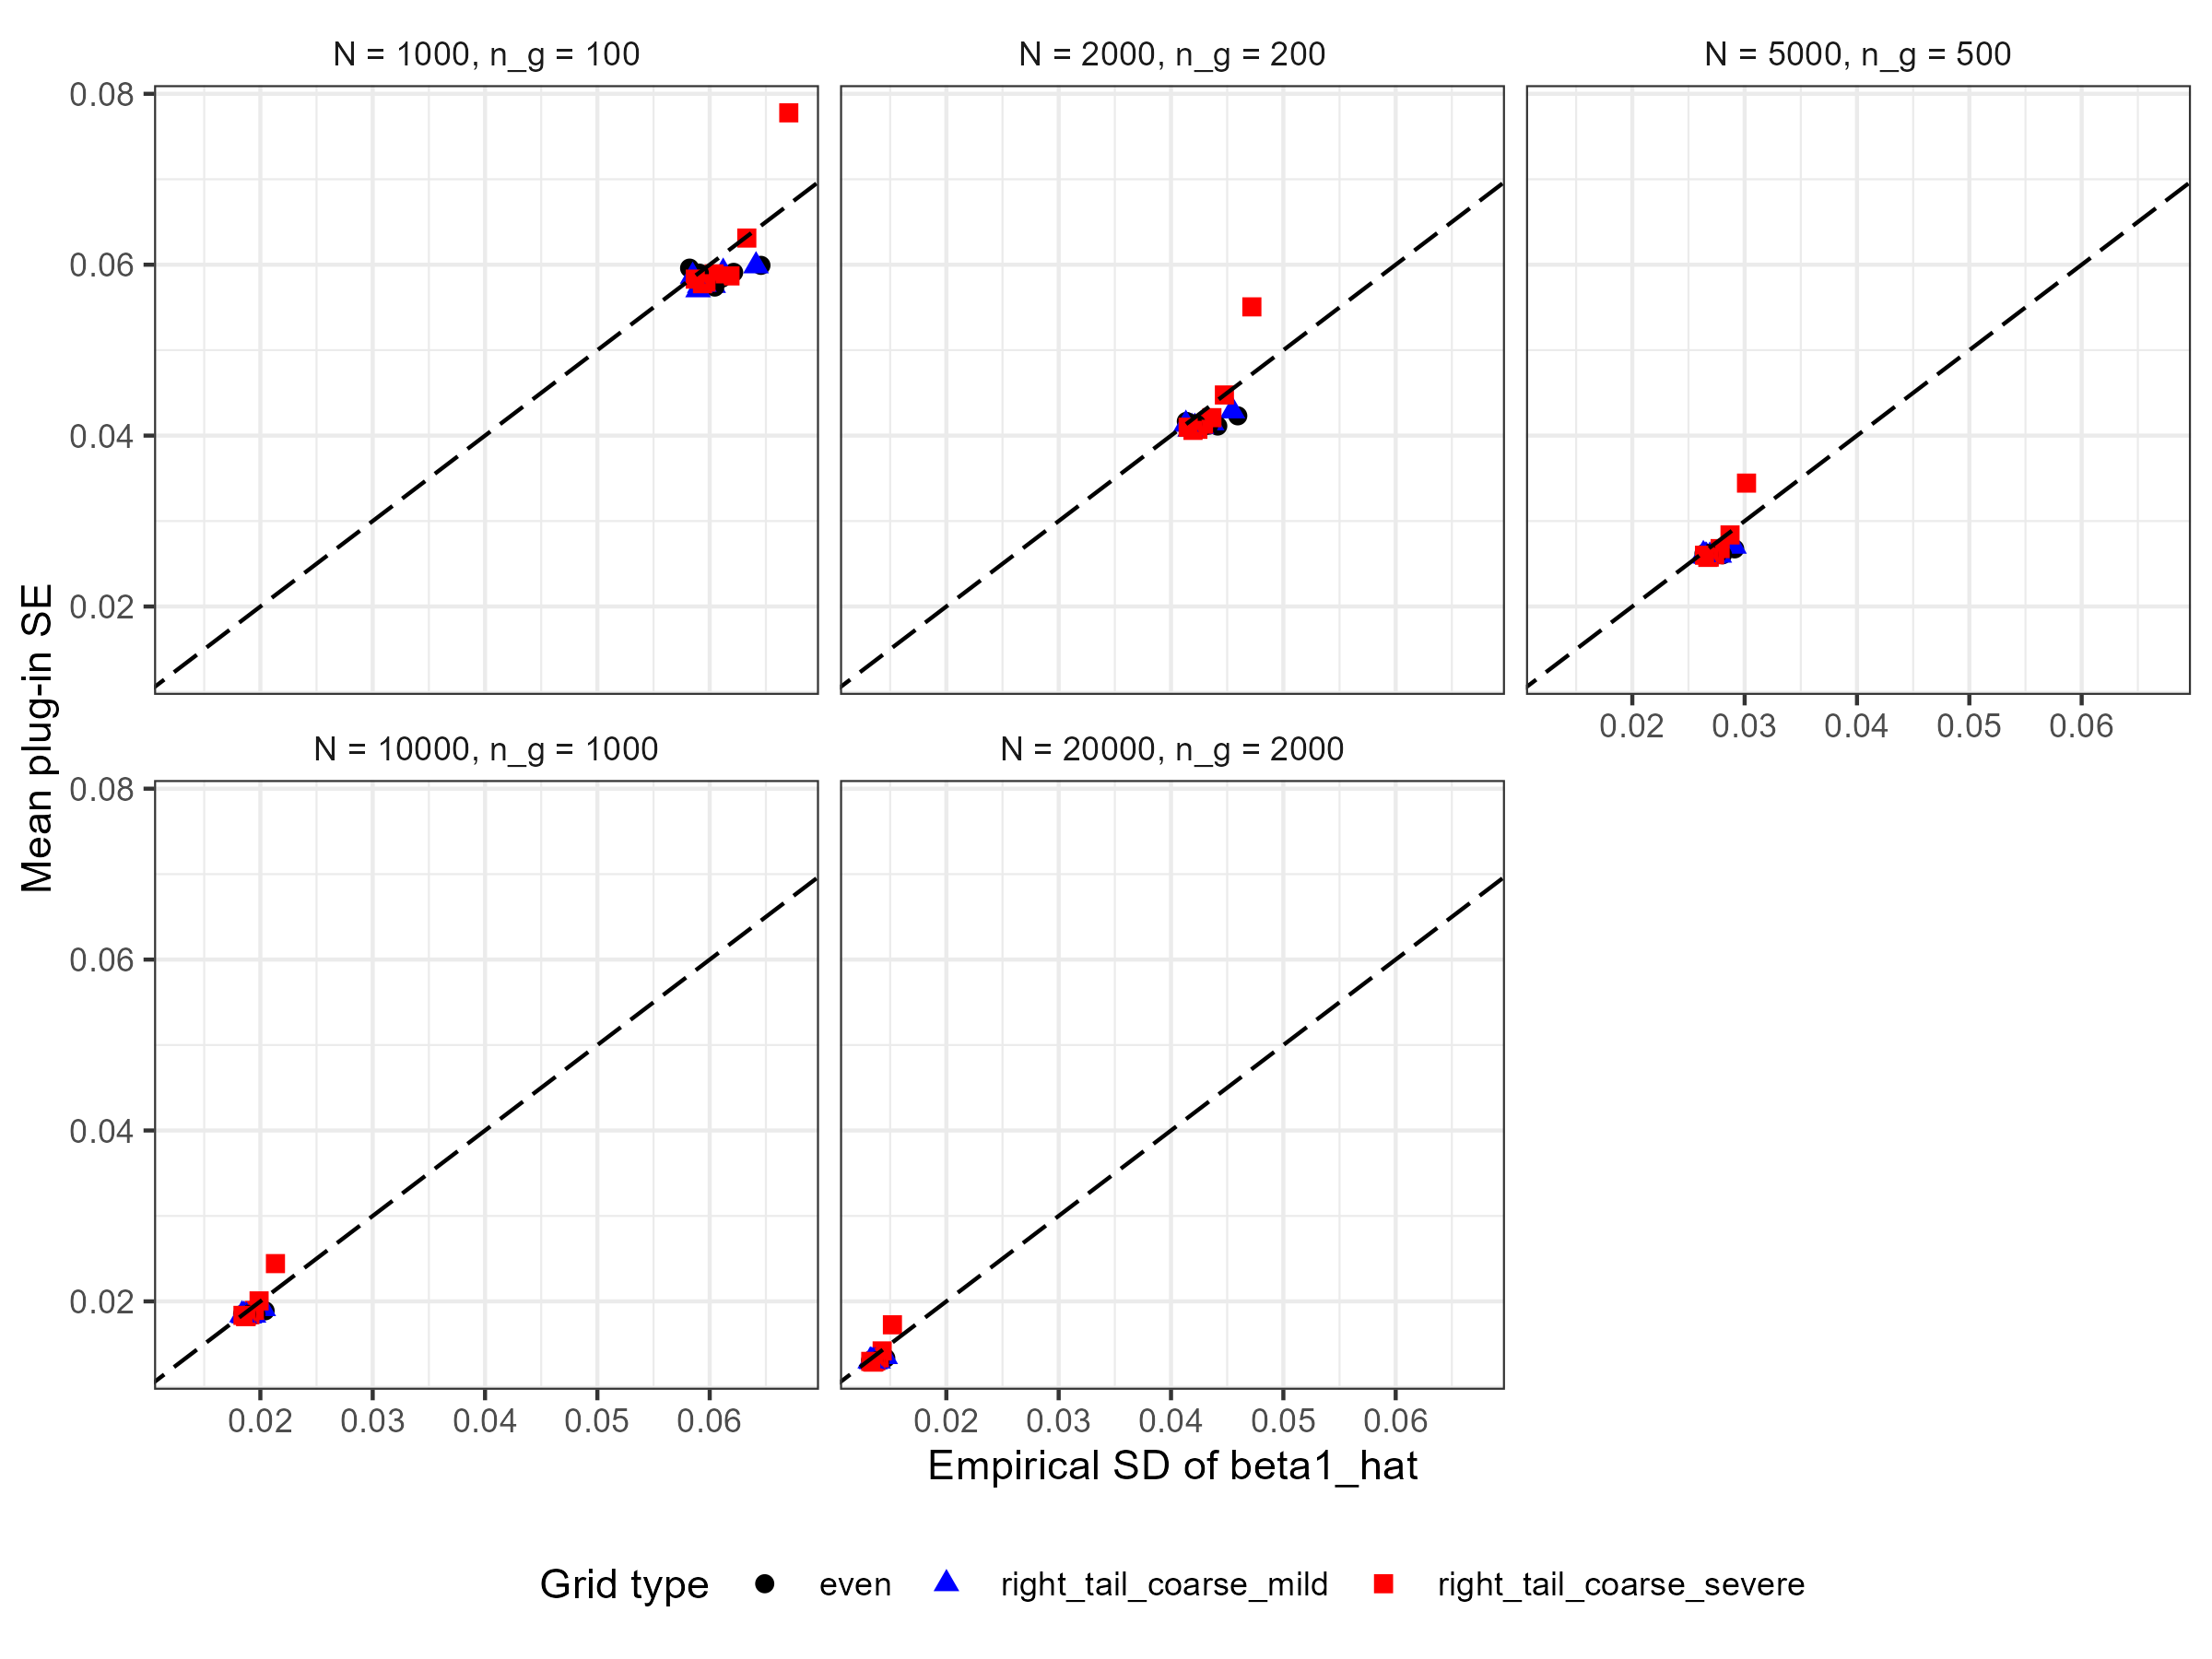 N = 1000, n_g = 100
N = 2000, n_g = 200
N = 5000, n_g = 500
0.08
0.06
0.04
0.02
0.02 0.03 0.04 0.05 0.06
Mean plug-in SE
N = 10000, n_g = 1000
N = 20000, n_g = 2000
0.08
0.06
0.04
0.02
0.02 0.03 0.04 0.05 0.06
0.02 0.03 0.04 0.05 0.06
Empirical SD of beta1_hat
Grid type even right_tail_coarse_mild right_tail_coarse_severe